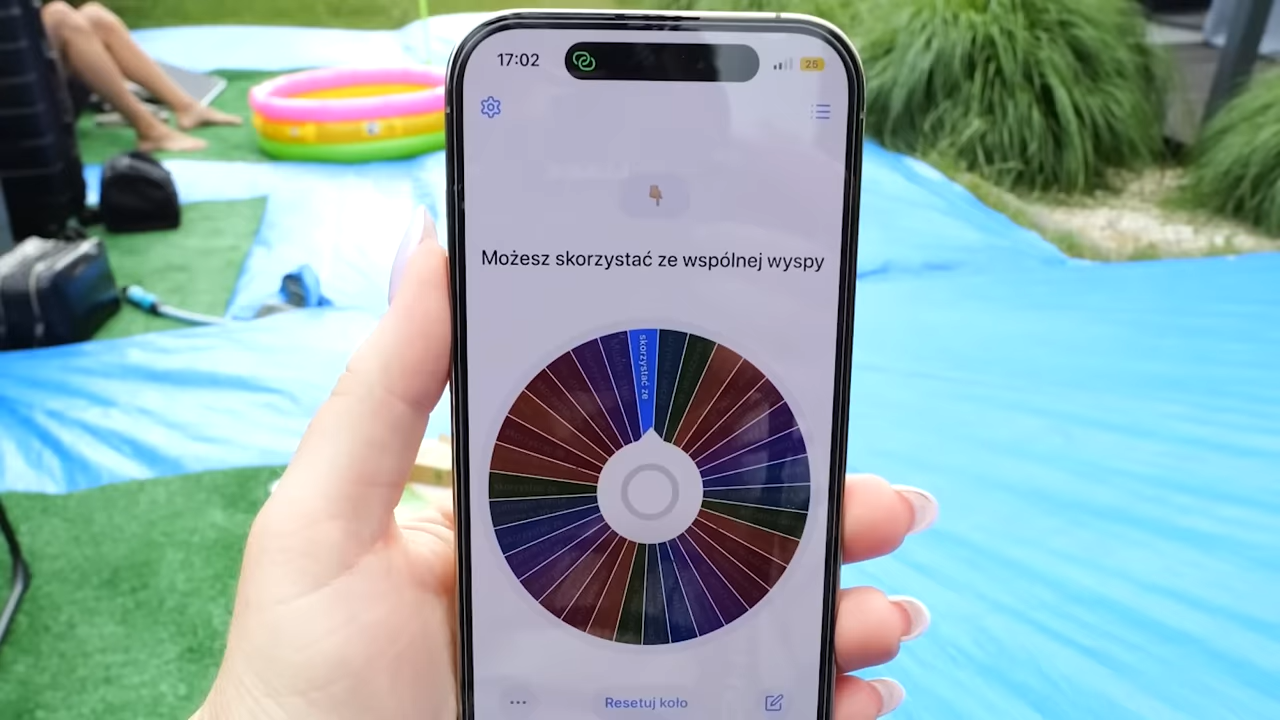 17:02
25
Możesz skorzystać ze wspólnej wyspy
skorzystać ze
Resetuj koło